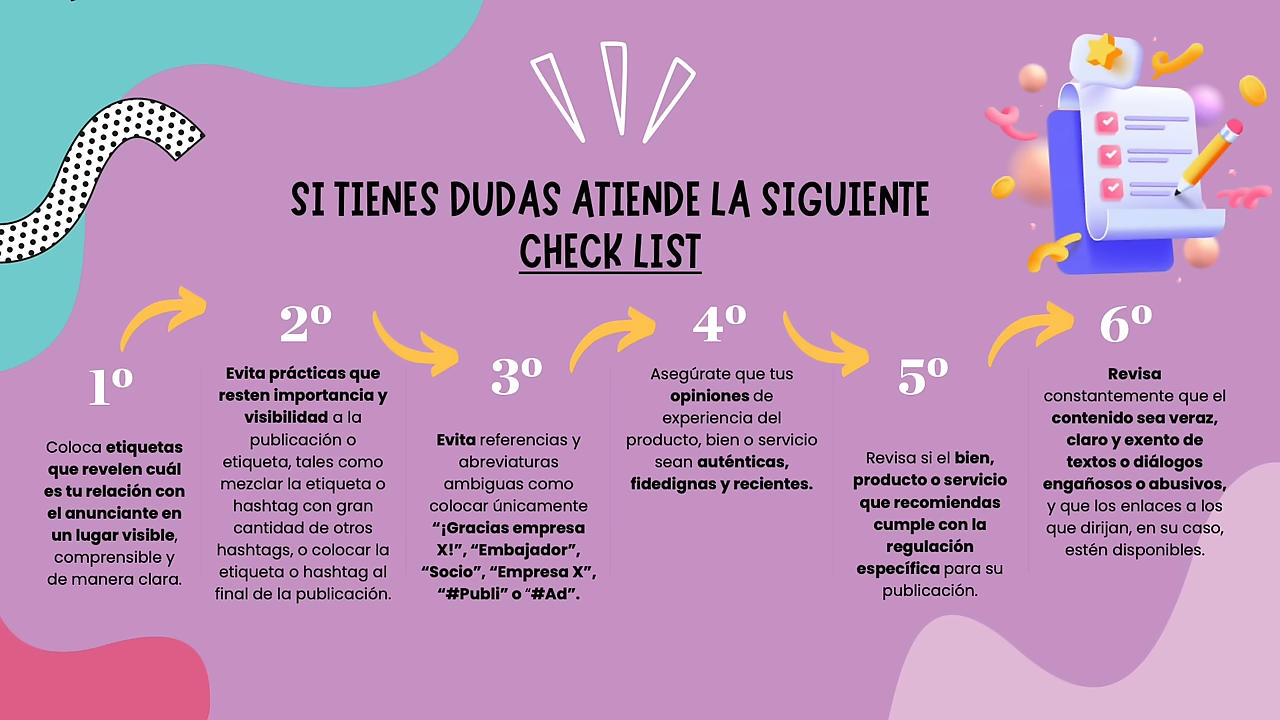 SI TIENES DUDAS ATIENDE LA SIGUIENTE
CHECK LIST
1º
Coloca etiquetas
que revelen cuál
es tu relación con
el anunciante en
un lugar visible,
comprensible y
de manera clara.
2º
Evita prácticas que
resten importancia y
visibilidad a la
publicación o
etiqueta, tales como
mezclar la etiqueta o
hashtag con gran
cantidad de otros
hashtags, o colocar la
etiqueta o hashtag al
final de la publicación.
3º
Evita referencias y
abreviaturas
ambiguas como
colocar únicamente
“¡Gracias empresa
X!”, “Embajador”,
“Socio”, “Empresa X”,
“#Publi” o “#Ad”.
4º
Asegúrate que tus
opiniones de
experiencia del
producto, bien o servicio
sean auténticas,
fidedignas y recientes.
5º
Revisa si el bien,
producto o servicio
que recomiendas
cumple con la
regulación
específica para su
publicación.
6º
Revisa
constantemente que el
contenido sea veraz,
claro y exento de
textos o diálogos
engañosos o abusivos,
y que los enlaces a los
que dirijan, en su caso,
estén disponibles.